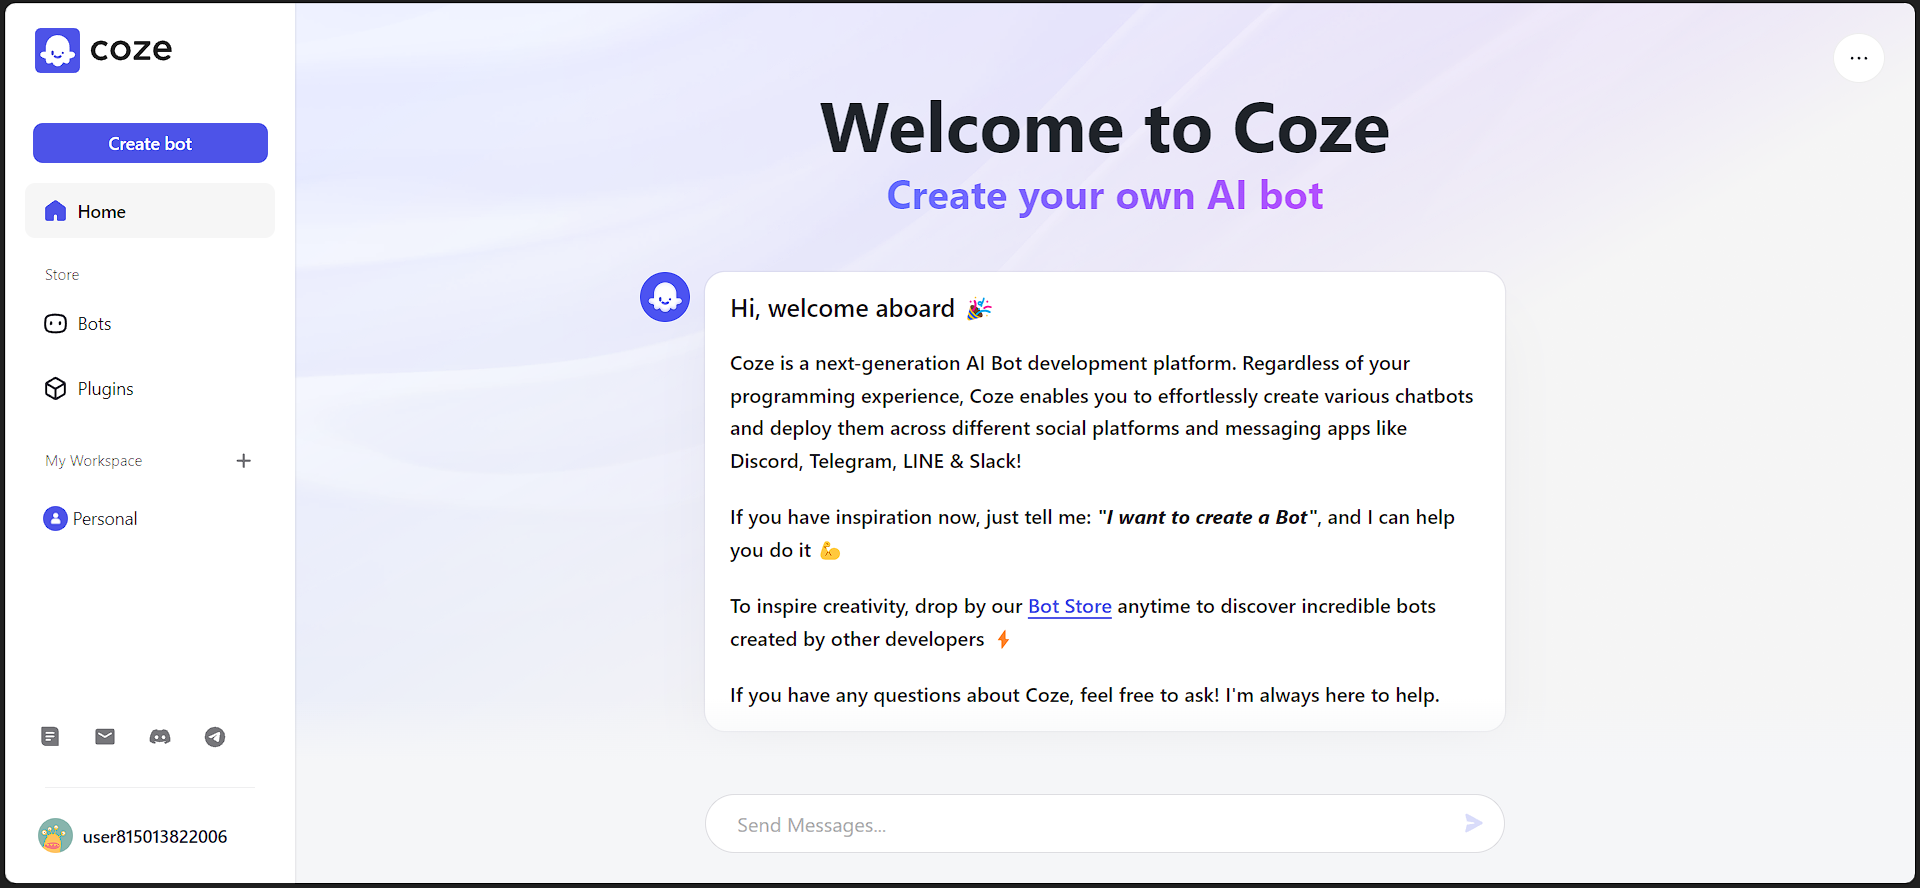 coze
Create bot
Home
Store
Bots
Plugins
My Workspace
Personal
user815013822006
Welcome to Coze
Create your own AI bot
Hi, welcome aboard 🎉
Coze is a next-generation AI Bot development platform. Regardless of your
programming experience, Coze enables you to effortlessly create various chatbots
and deploy them across different social platforms and messaging apps like
Discord, Telegram, LINE & Slack!
If you have inspiration now, just tell me: "I want to create a Bot", and I can help
you do it 💪
To inspire creativity, drop by our Bot Store anytime to discover incredible bots
created by other developers ⚡
If you have any questions about Coze, feel free to ask! I'm always here to help.
Send Messages...